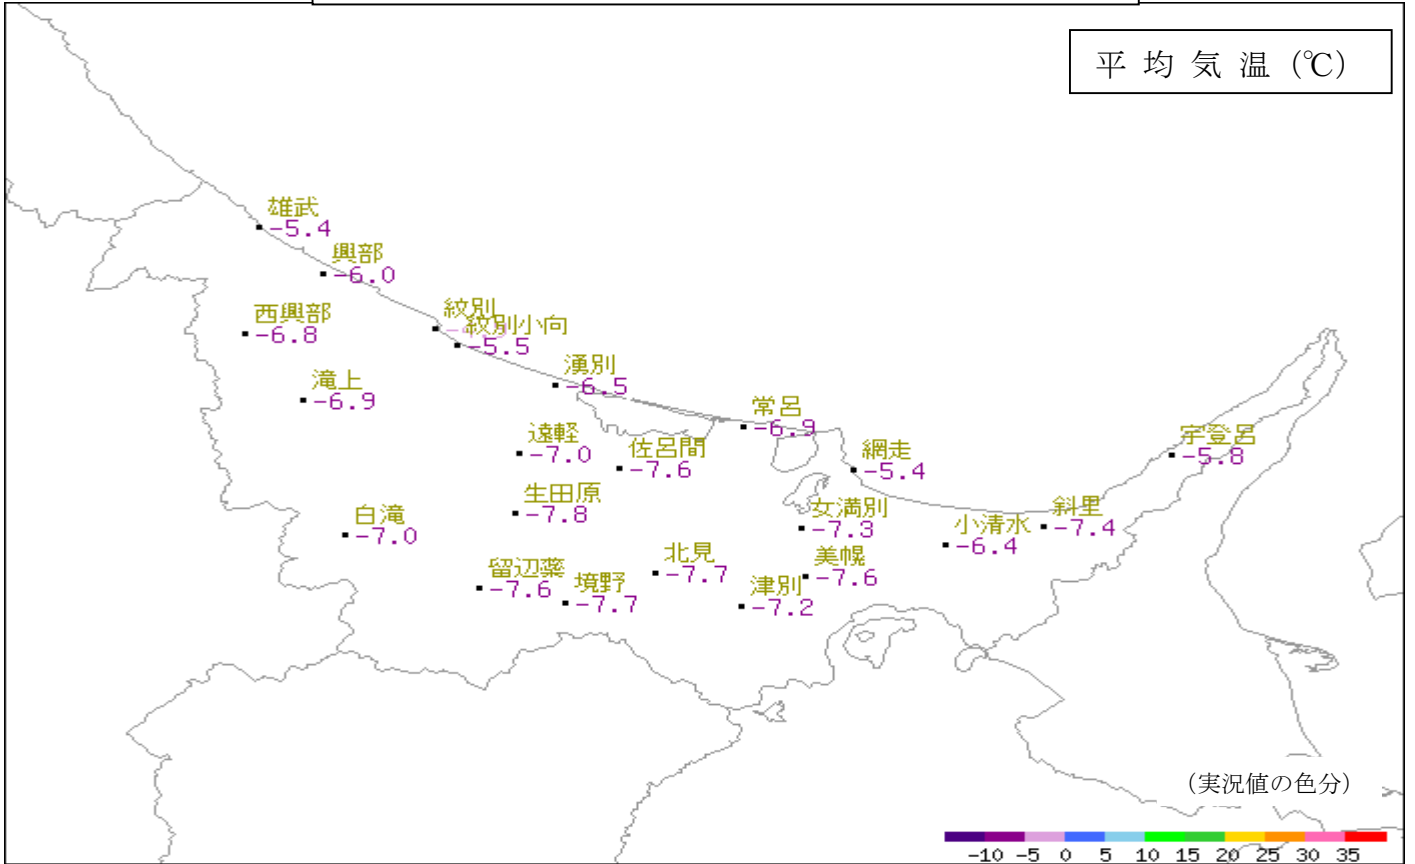 平均気温(℃)
雄武
-5.4
興部
-6.0
西興部
-6.8
紋別
紋別小向
-5.5
滝上
-6.9
湧別
-6.5
常呂
-6.9
遠軽
-7.0
佐呂間
-7.6
網走
-5.4
宇登呂
-5.8
生田原
-7.8
白滝
-7.0
女満別
-7.3
小清水
-6.4
斜里
-7.4
留辺蘂
-7.6
境野
-7.7
北見
-7.7
美幌
-7.6
津別
-7.2
(実況値の色分)
-10 -5 0 5 10 15 20 25 30 35